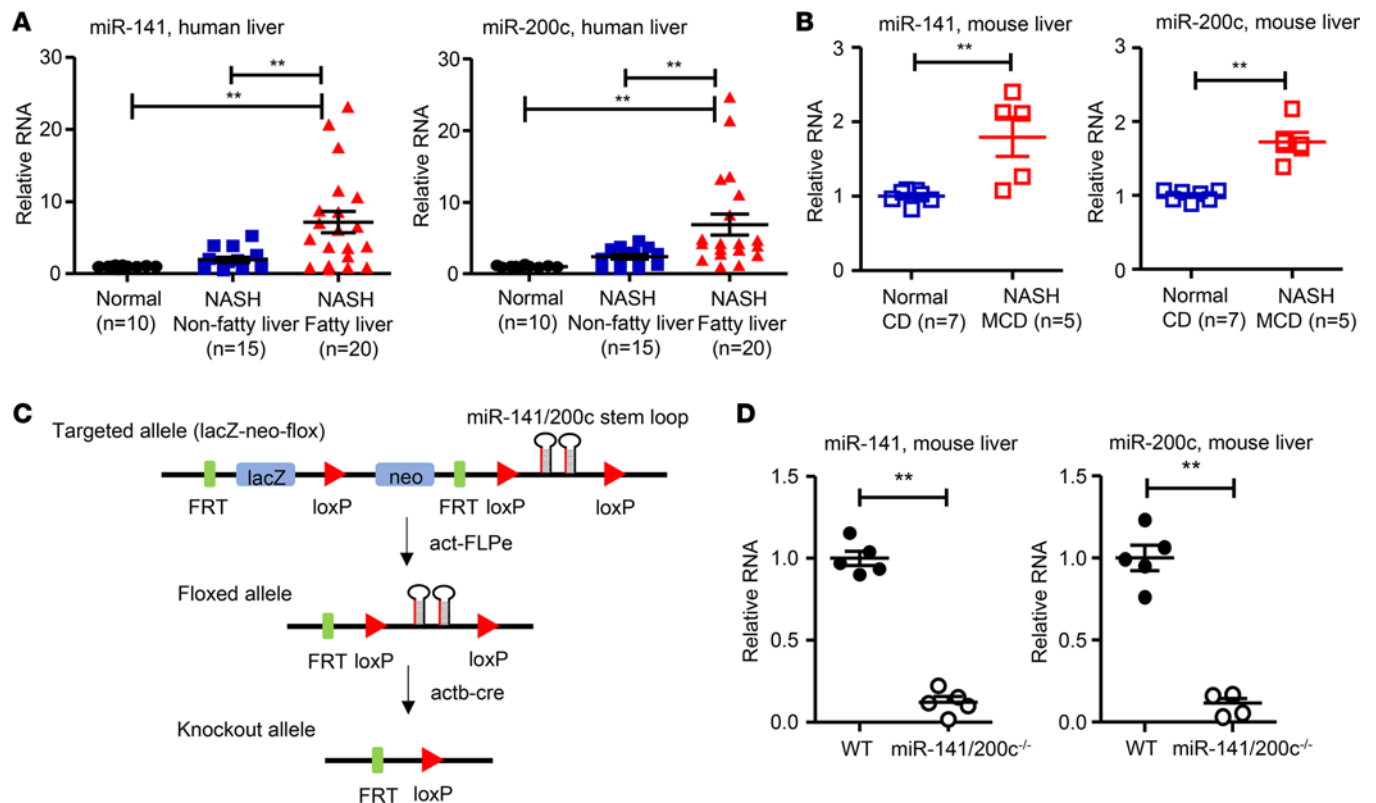 A
miR-141, human liver
Relative RNA
30
20
10
0
**
**
Normal
(n=10)
NASH
Non-fatty liver
(n=15)
NASH
Fatty liver
(n=20)
miR-200c, human liver
Relative RNA
30
20
10
0
**
**
Normal
(n=10)
NASH
Non-fatty liver
(n=15)
NASH
Fatty liver
(n=20)
B
miR-141, mouse liver
Relative RNA
3
2
1
0
**
Normal
CD (n=7)
NASH
MCD (n=5)
miR-200c, mouse liver
Relative RNA
3
2
1
0
**
Normal
CD (n=7)
NASH
MCD (n=5)
C
Targeted allele (lacZ-neo-flox)
miR-141/200c stem loop
lacZ
neo
FRT
loxP
FRT loxP
loxP
act-FLPe
Floxed allele
FRT loxP
loxP
actb-cre
Knockout allele
FRT
loxP
D
miR-141, mouse liver
Relative RNA
1.5
1.0
0.5
0.0
**
WT
miR-141/200c-/-
miR-200c, mouse liver
Relative RNA
1.5
1.0
0.5
0.0
**
WT
miR-141/200c-/-